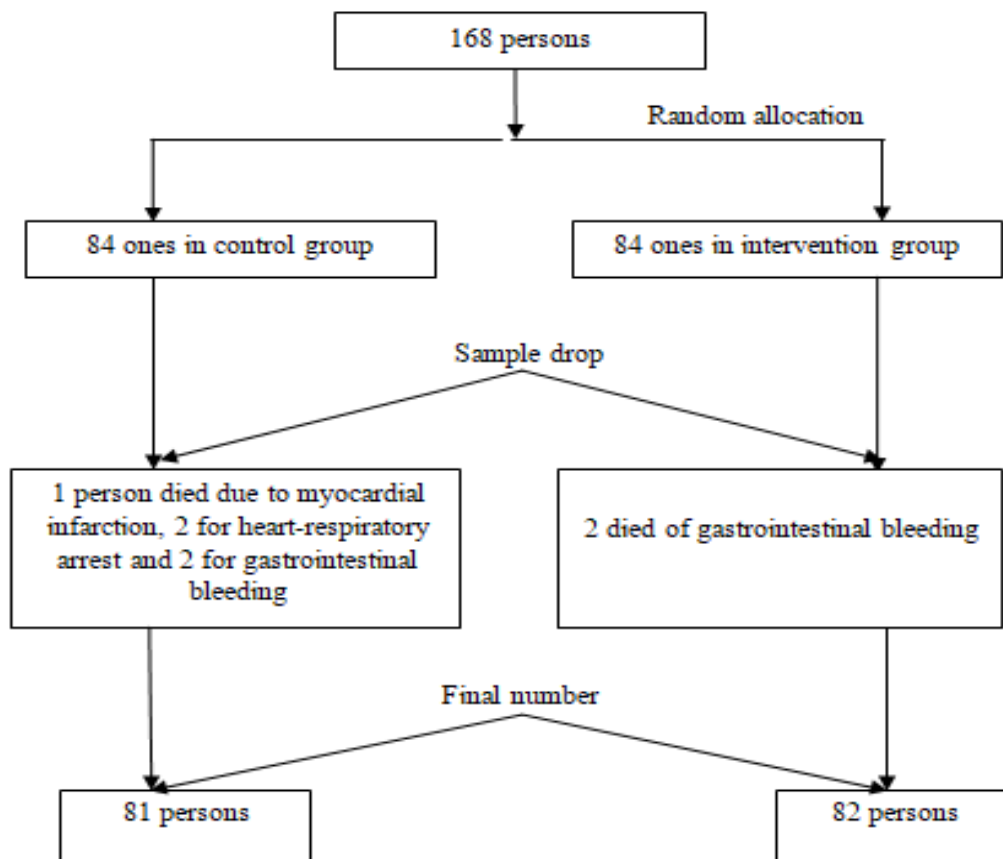 168 persons
Random allocation
84 ones in control group
84 ones in intervention group
Sample drop
1 person died due to myocardial
infarction, 2 for heart-respiratory
arrest and 2 for gastrointestinal
bleeding
2 died of gastrointestinal bleeding
Final number
81 persons
82 persons